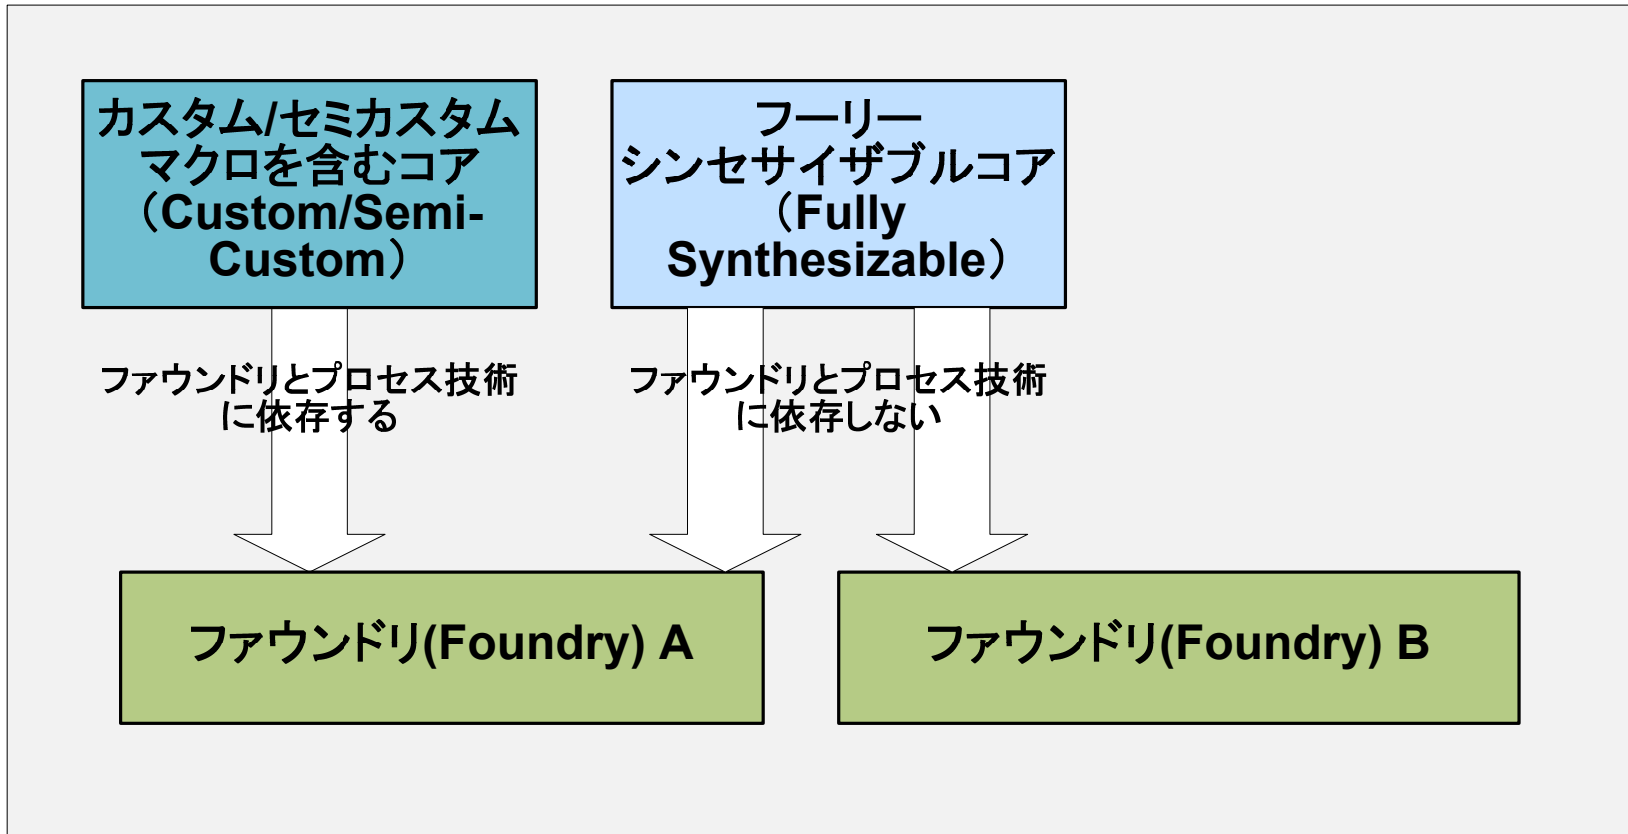 カスタム/セミカスタム
マクロを含むコア
（Custom/Semi-
Custom）
フーリー
シンセサイザブルコア
（Fully
Synthesizable）
ファウンドリとプロセス技術
に依存する
ファウンドリとプロセス技術
に依存しない
ファウンドリ(Foundry) A
ファウンドリ(Foundry) B